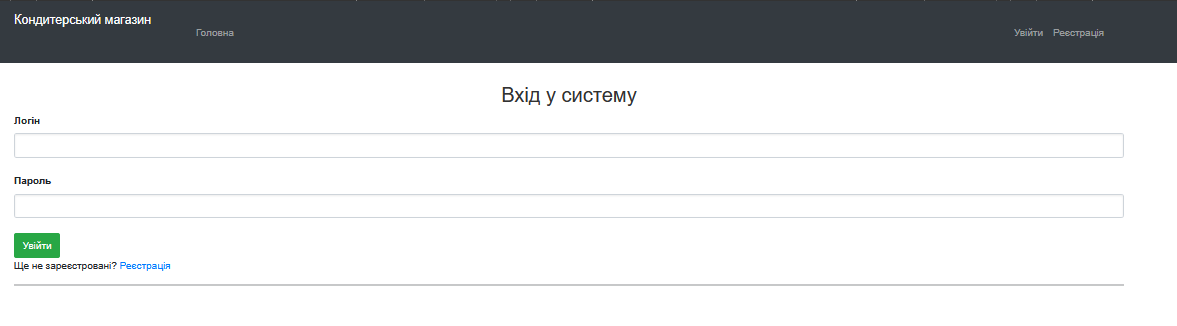 Кондитерський магазин
Головна
Увійти Реєстрація
Вхід у систему
Логін
Пароль
Увійти
Ще не зареєстровані? Реєстрація